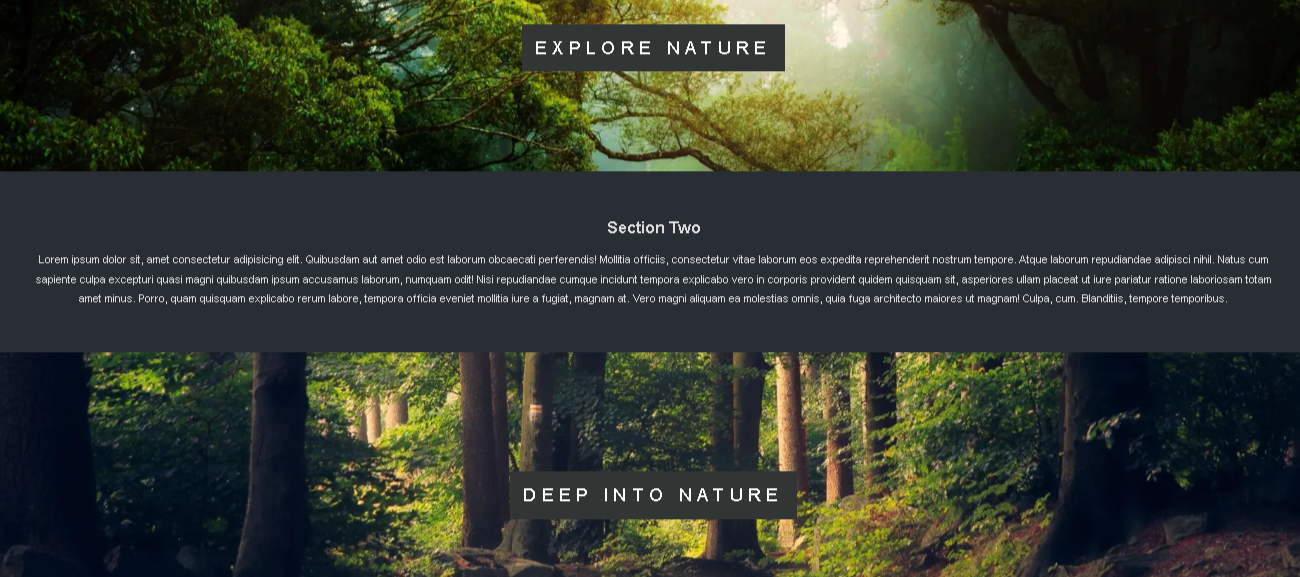 EXPLORE NATURE
Section Two
Lorem ipsum dolor sit, amet consectetur adipisicing elit. Quibusdam aut amet odio est laborum obcaecati perferendis! Mollitia officiis, consectetur vitae laborum eos expedita reprehenderit nostrum tempore. Atque laborum repudiandae adipisci nihil. Natus cum
sapiente culpa excepturi quasi magni quibusdam ipsum accusamus laborum, numquam odit! Nisi repudiandae cumque incidunt tempora explicabo vero in corporis provident quidem quisquam sit, asperiores ullam placeat ut iure pariatur ratione laboriosam totam
amet minus. Porro, quam quisquam explicabo rerum labore, tempora officia eveniet mollitia iure a fugiat, magnam at. Vero magni aliquam ea molestias omnis, quia fuga architecto maiores ut magnam! Culpa, cum. Blanditiis, tempore temporibus.
DEEP INTO NATURE